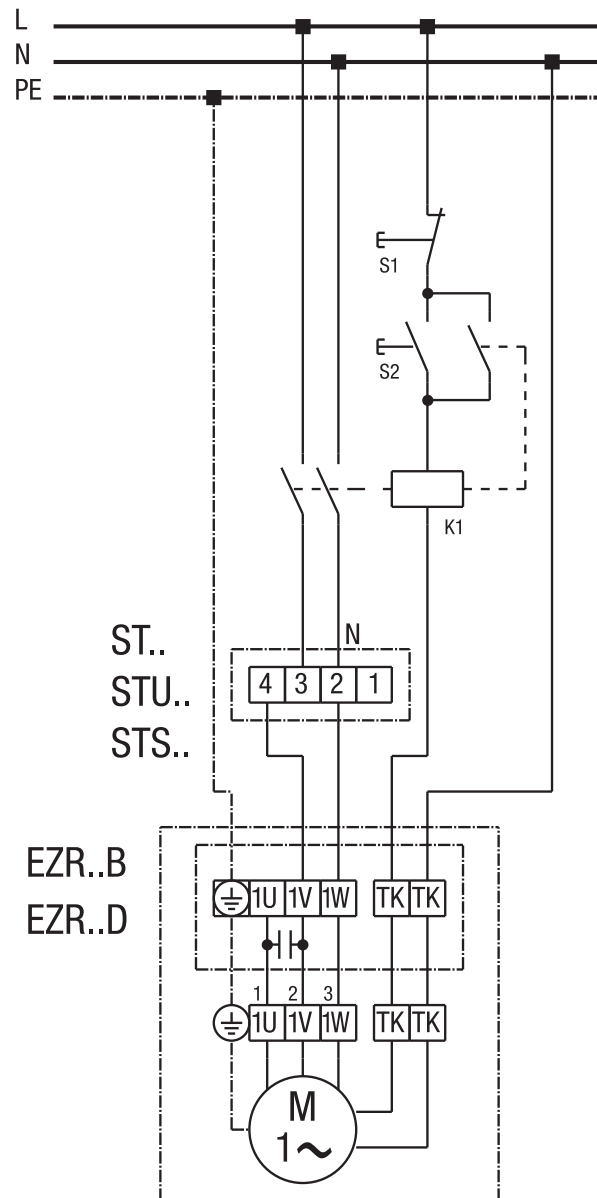 L
N
PE
S1
S2
K1
N
ST..
STU..
STS..
4 3 2 1
EZR..B
EZR..D
1U 1V 1W TK TK
1 2 3
1U 1V 1W TK TK
M
1~